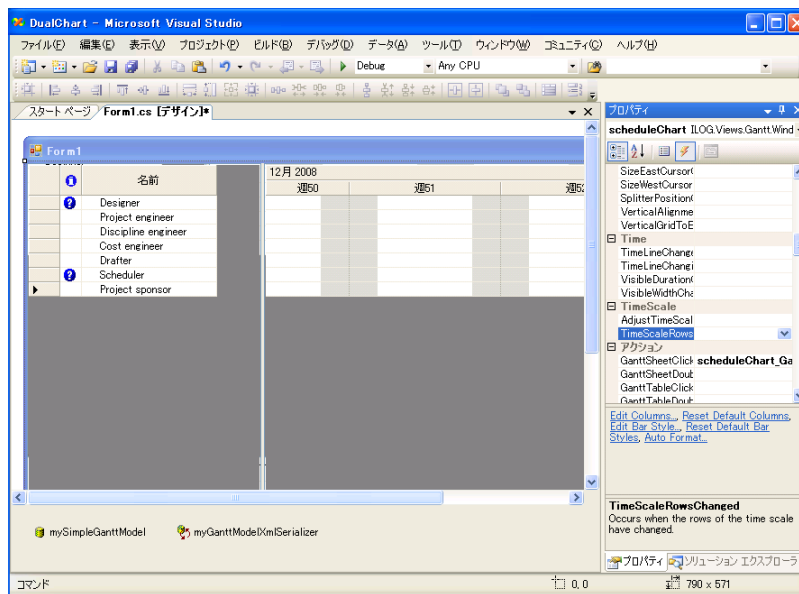 DualChart - Microsoft Visual Studio
ファイル(F) 編集(E) 表示(V) プロジェクト(P) ビルド(B) デバッグ(D) データ(A) ツール(T) ウィンドウ(W) コミュニティ(C) ヘルプ(H)
Debug Any CPU
スタート ページ Form1.cs [デザイン]*
Form1
名前
12月 2008
週50 週51 週52
Designer
Project engineer
Discipline engineer
Cost engineer
Drafter
Scheduler
Project sponsor
mySimpleGanttModel myGanttModelXmlSerializer
プロパティ
scheduleChart ILOG.Views.Gantt.Wind
SizeEastCursor(
SizeWestCursor
SplitterPosition(
VerticalAlignme
VerticalGridToE
Time
TimeLineChange
TimeLineChangi
VisibleDuration(
VisibleWidthCha
TimeScale
AdjustTimeScal
TimeScaleRows
アクション
GanttSheetClick scheduleChart_Ga
GanttSheetDoub
GanttTableClick
GanttTableDoub
Edit Columns..., Reset Default Columns,
Edit Bar Style..., Reset Default Bar
Styles, Auto Format...
TimeScaleRowsChanged
Occurs when the rows of the time scale
have changed.
プロパティ ソリューション エクスプローラ
コマンド 0, 0 790 x 571